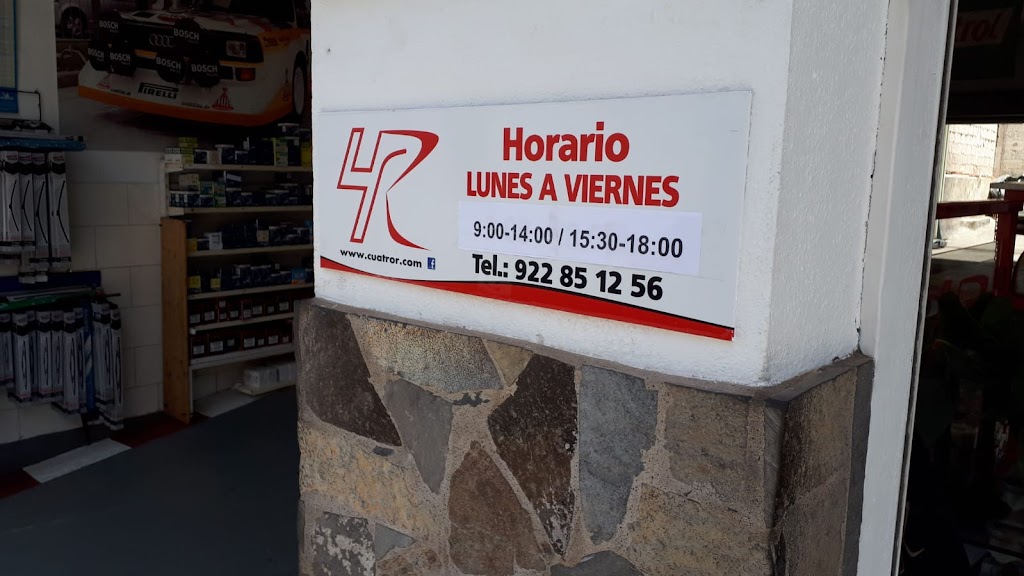 BOSCH
BOSCH
BOSCH
BOSCH
PIRELLI
4R
Horario
LUNES A VIERNES
9:00-14:00 / 15:30-18:00
www.cuatror.com f
Tel.: 922 85 12 56